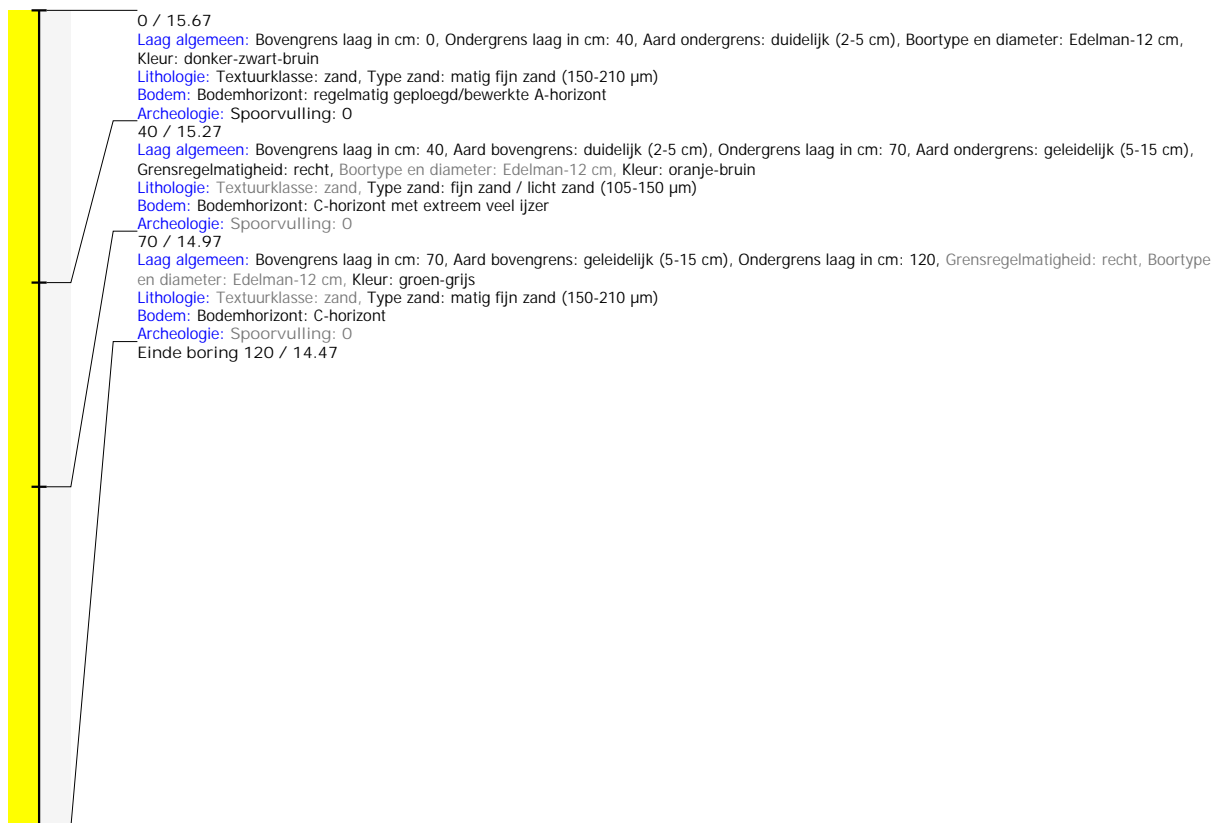 0 / 15.67
Laag algemeen: Bovengrens laag in cm: 0, Ondergrens laag in cm: 40, Aard ondergrens: duidelijk (2-5 cm), Boortype en diameter: Edelman-12 cm,
Kleur: donker-zwart-bruin
Lithologie: Textuurklasse: zand, Type zand: matig fijn zand (150-210 µm)
Bodem: Bodemhorizont: regelmatig geploegd/bewerkte A-horizont
Archeologie: Spoorvulling: 0
40 / 15.27
Laag algemeen: Bovengrens laag in cm: 40, Aard bovengrens: duidelijk (2-5 cm), Ondergrens laag in cm: 70, Aard ondergrens: geleidelijk (5-15 cm),
Grensregelmatigheid: recht, Boortype en diameter: Edelman-12 cm, Kleur: oranje-bruin
Lithologie: Textuurklasse: zand, Type zand: fijn zand / licht zand (105-150 µm)
Bodem: Bodemhorizont: C-horizont met extreem veel ijzer
Archeologie: Spoorvulling: 0
70 / 14.97
Laag algemeen: Bovengrens laag in cm: 70, Aard bovengrens: geleidelijk (5-15 cm), Ondergrens laag in cm: 120, Grensregelmatigheid: recht, Boortype
en diameter: Edelman-12 cm, Kleur: groen-grijs
Lithologie: Textuurklasse: zand, Type zand: matig fijn zand (150-210 µm)
Bodem: Bodemhorizont: C-horizont
Archeologie: Spoorvulling: 0
Einde boring 120 / 14.47